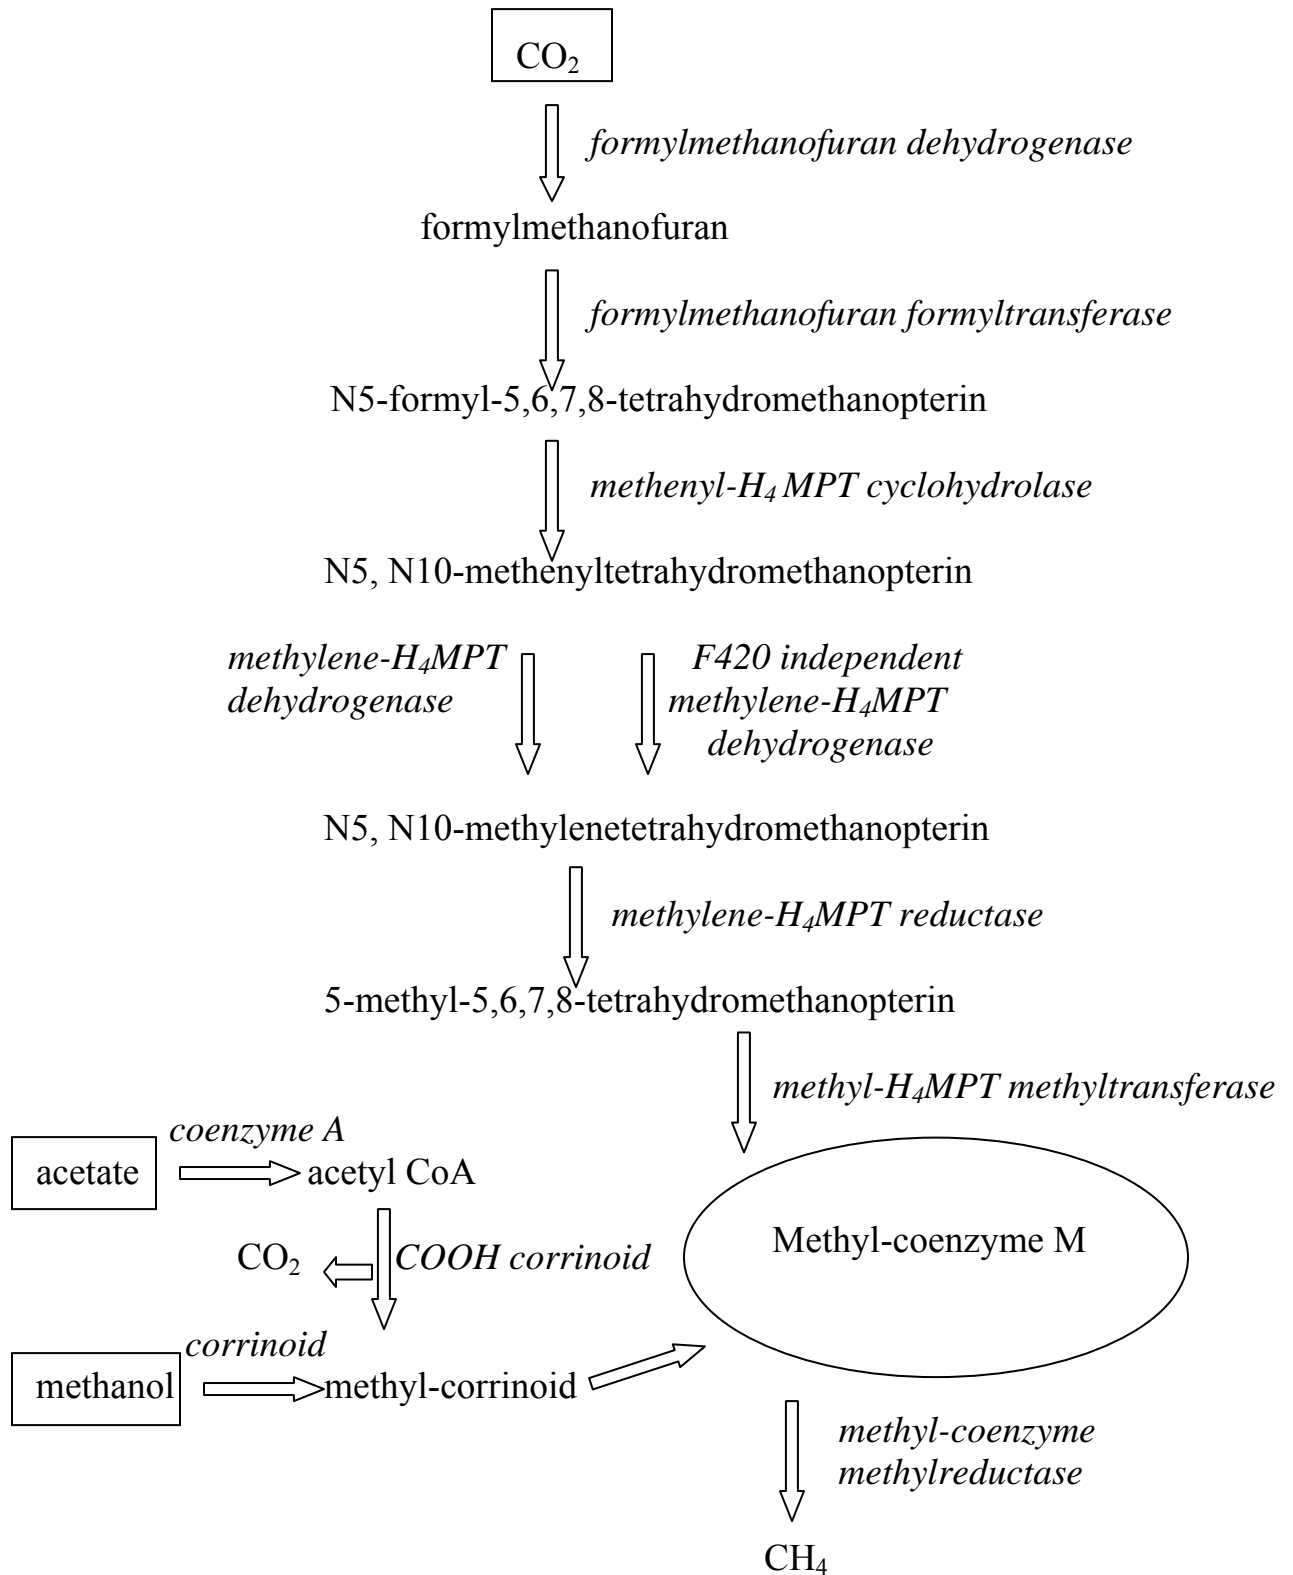 CO2
formylmethanofuran dehydrogenase
formylmethanofuran
formylmethanofuran formyltransferase
N5-formyl-5,6,7,8-tetrahydromethanopterin
methenyl-H4 MPT cyclohydrolase
N5, N10-methenyltetrahydromethanopterin
methylene-H4MPT
dehydrogenase
F420 independent
methylene-H4MPT
dehydrogenase
N5, N10-methylenetetrahydromethanopterin
methylene-H4MPT reductase
5-methyl-5,6,7,8-tetrahydromethanopterin
methyl-H4MPT methyltransferase
coenzyme A
acetate
acetyl CoA
CO2
COOH corrinoid
Methyl-coenzyme M
corrinoid
methanol
methyl-corrinoid
methyl-coenzyme
methylreductase
CH4